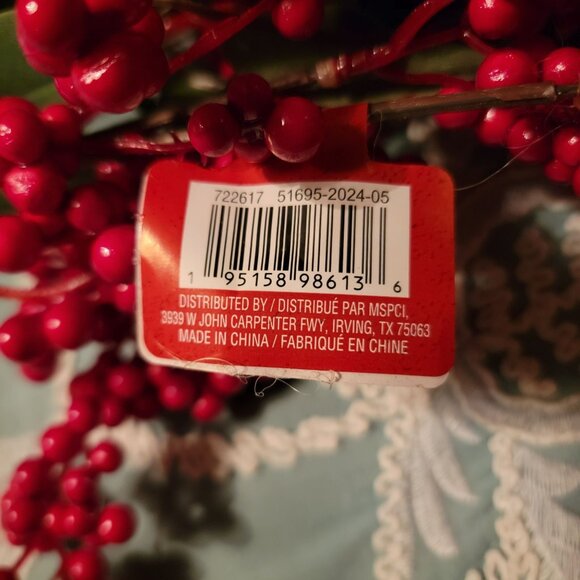 722617 51695-2024-05
1 95158 98613 6
DISTRIBUTED BY / DISTRIBUÉ PAR MSPCI,
3939 W JOHN CARPENTER FWY, IRVING, TX 75063
MADE IN CHINA / FABRIQUÉ EN CHINE